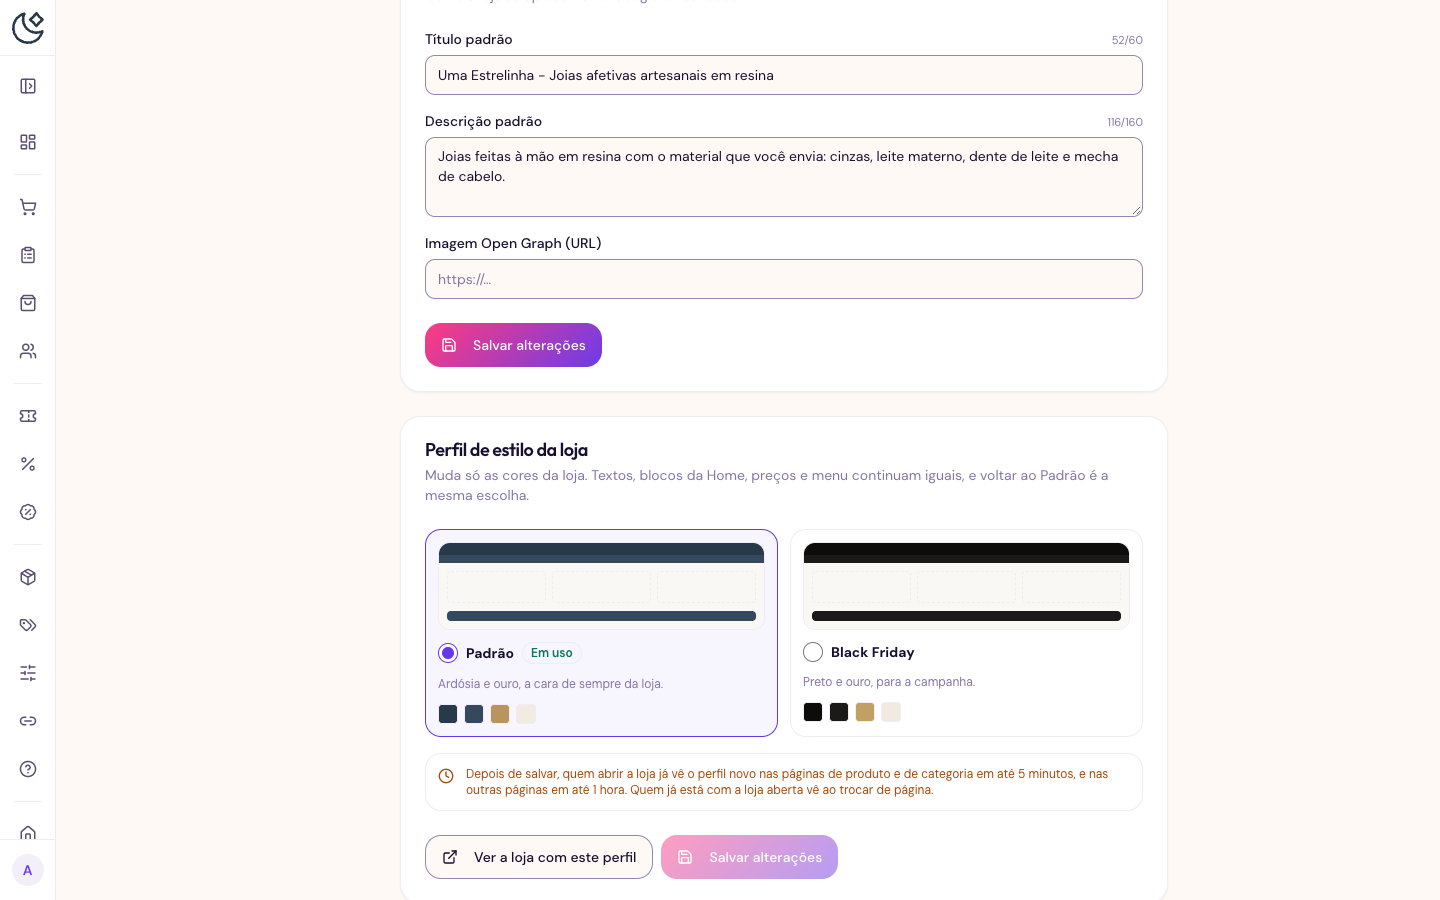 Título padrão
52/60
Uma Estrelinha - Joias afetivas artesanais em resina
Descrição padrão
116/160
Joias feitas à mão em resina com o material que você envia: cinzas, leite materno, dente de leite e mecha
de cabelo.
Imagem Open Graph (URL)
https://...
Salvar alterações
Perfil de estilo da loja
Muda só as cores da loja. Textos, blocos da Home, preços e menu continuam iguais, e voltar ao Padrão é a
mesma escolha.
Padrão
Em uso
Ardósia e ouro, a cara de sempre da loja.
Black Friday
Preto e ouro, para a campanha.
Depois de salvar, quem abrir a loja já vê o perfil novo nas páginas de produto e de categoria em até 5 minutos, e nas
outras páginas em até 1 hora. Quem já está com a loja aberta vê ao trocar de página.
Ver a loja com este perfil
Salvar alterações
A